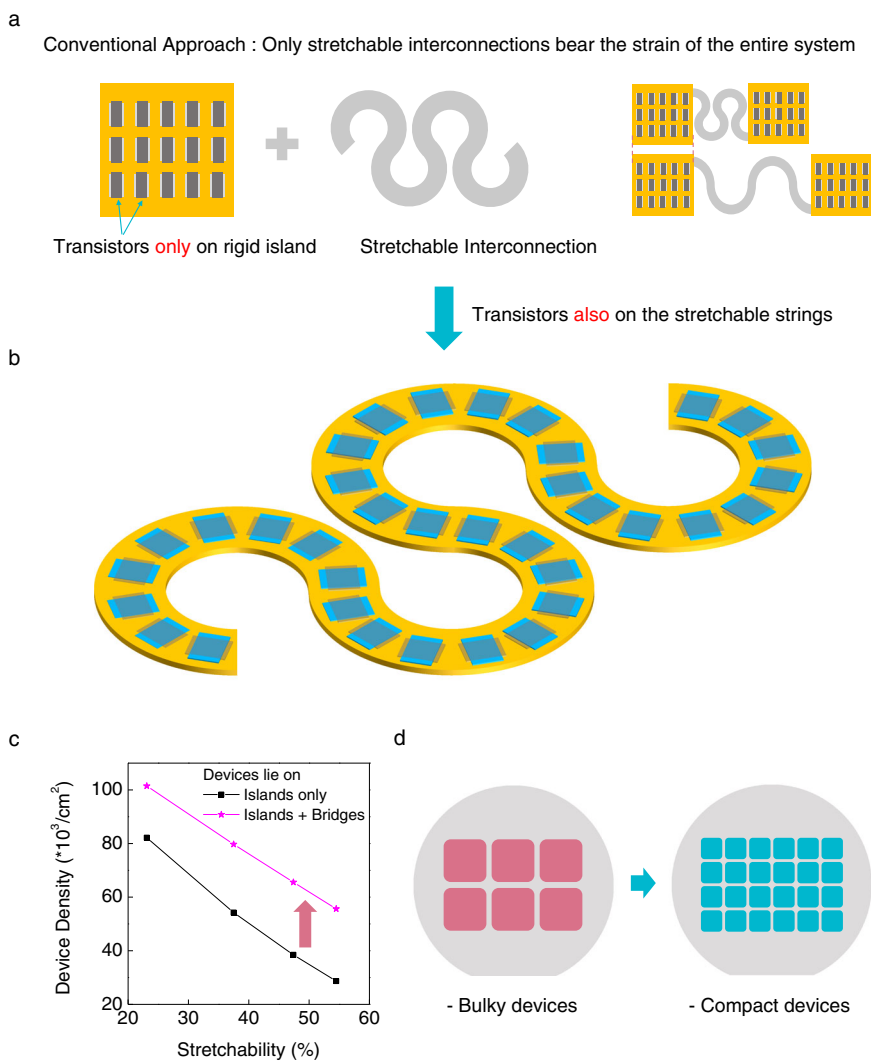 a
Conventional Approach : Only stretchable interconnections bear the strain of the entire system
Transistors only on rigid island
Stretchable Interconnection
Transistors also on the stretchable strings
b
c
Devices lie on
Islands only
Islands + Bridges
100
80
60
40
20
20
30
40
50
60
Device Density (*10³/cm²)
Stretchability (%)
d
- Bulky devices
- Compact devices